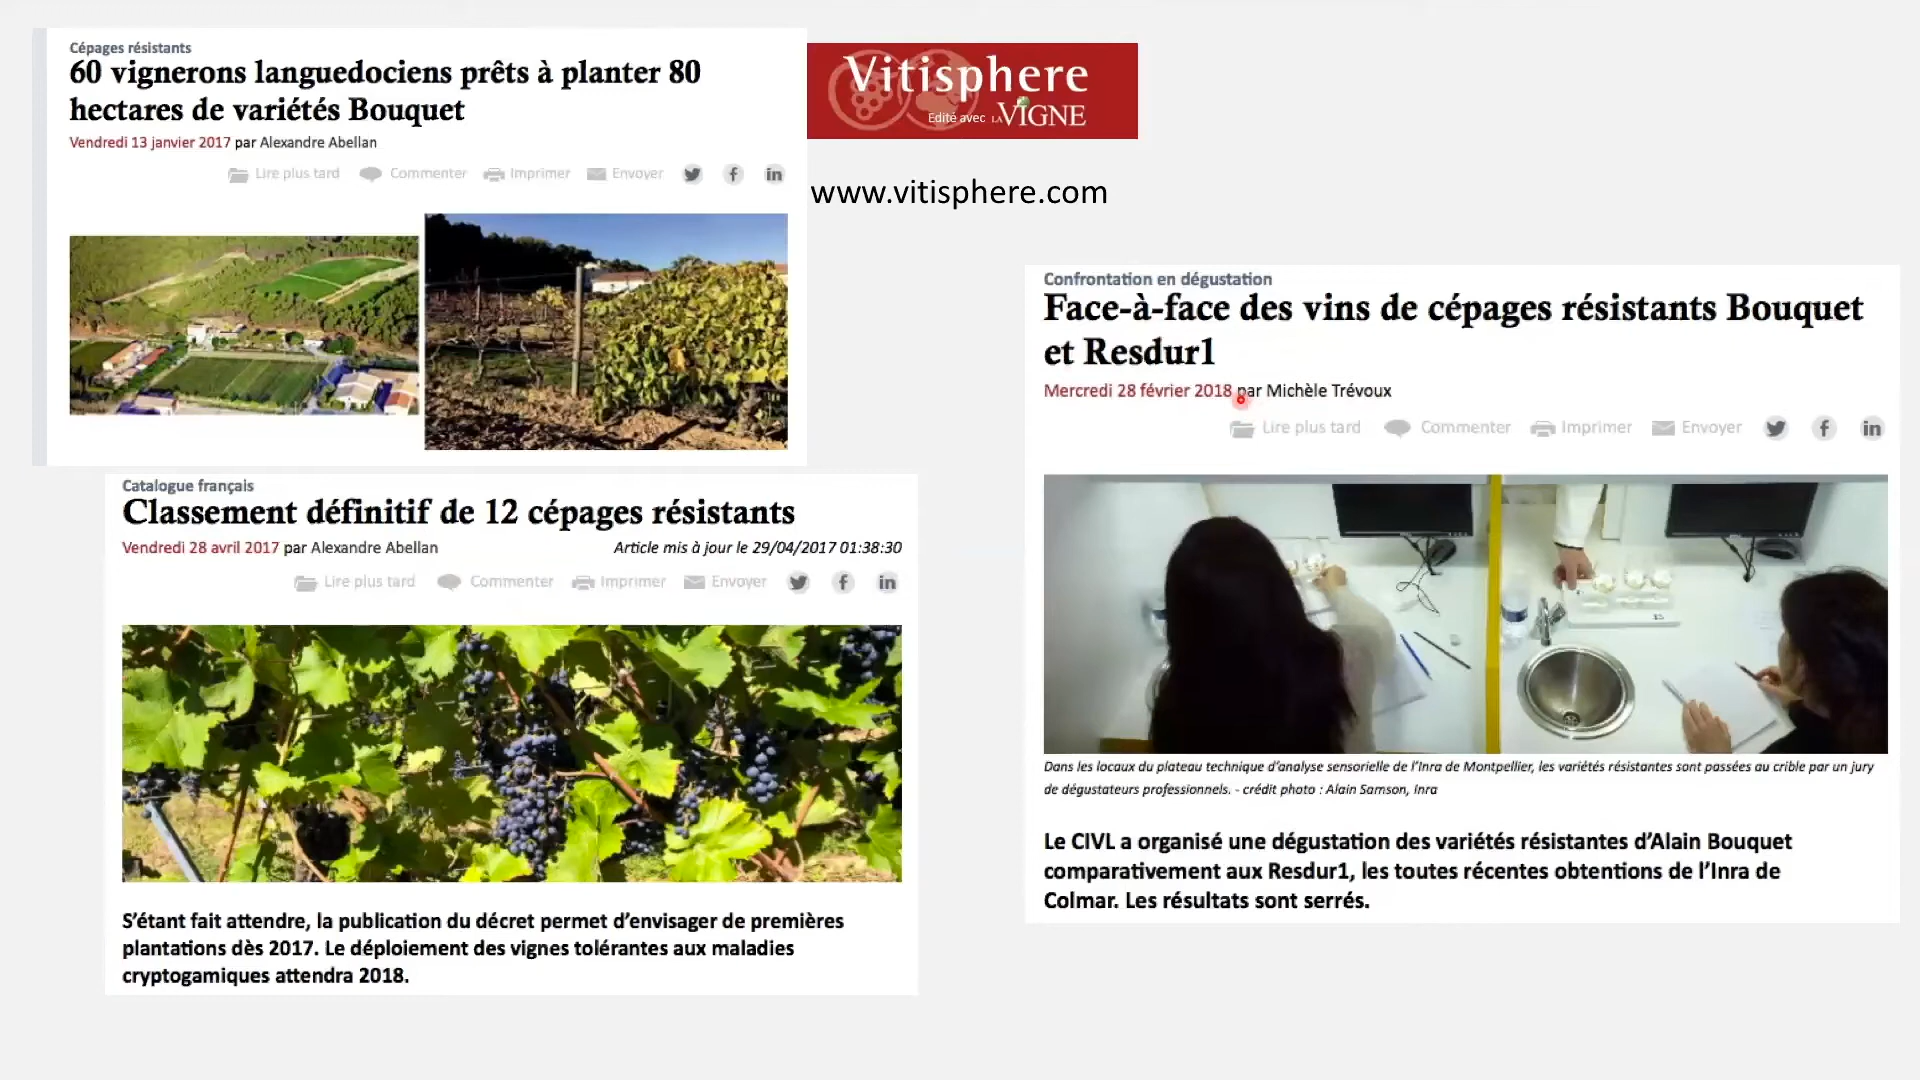 Cépages résistants
60 vignerons languedociens prêts à planter 80
hectares de variétés Bouquet
Vendredi 13 janvier 2017 par Alexandre Abellan
Lire plus tard Commenter Imprimer Envoyer
Vitisphere
Edité avec LA VIGNE
www.vitisphere.com
Catalogue français
Classement définitif de 12 cépages résistants
Vendredi 28 avril 2017 par Alexandre Abellan Article mis à jour le 29/04/2017 01:38:30
Lire plus tard Commenter Imprimer Envoyer
S'étant fait attendre, la publication du décret permet d'envisager de premières
plantations dès 2017. Le déploiement des vignes tolérantes aux maladies
cryptogamiques attendra 2018.
Confrontation en dégustation
Face-à-face des vins de cépages résistants Bouquet
et Resdur1
Mercredi 28 février 2018 par Michèle Trévoux
Lire plus tard Commenter Imprimer Envoyer
Dans les locaux du plateau technique d'analyse sensorielle de l'Inra de Montpellier, les variétés résistantes sont passées au crible par un jury
de dégustateurs professionnels. - crédit photo : Alain Samson, Inra
Le CIVL a organisé une dégustation des variétés résistantes d'Alain Bouquet
comparativement aux Resdur1, les toutes récentes obtentions de l'Inra de
Colmar. Les résultats sont serrés.